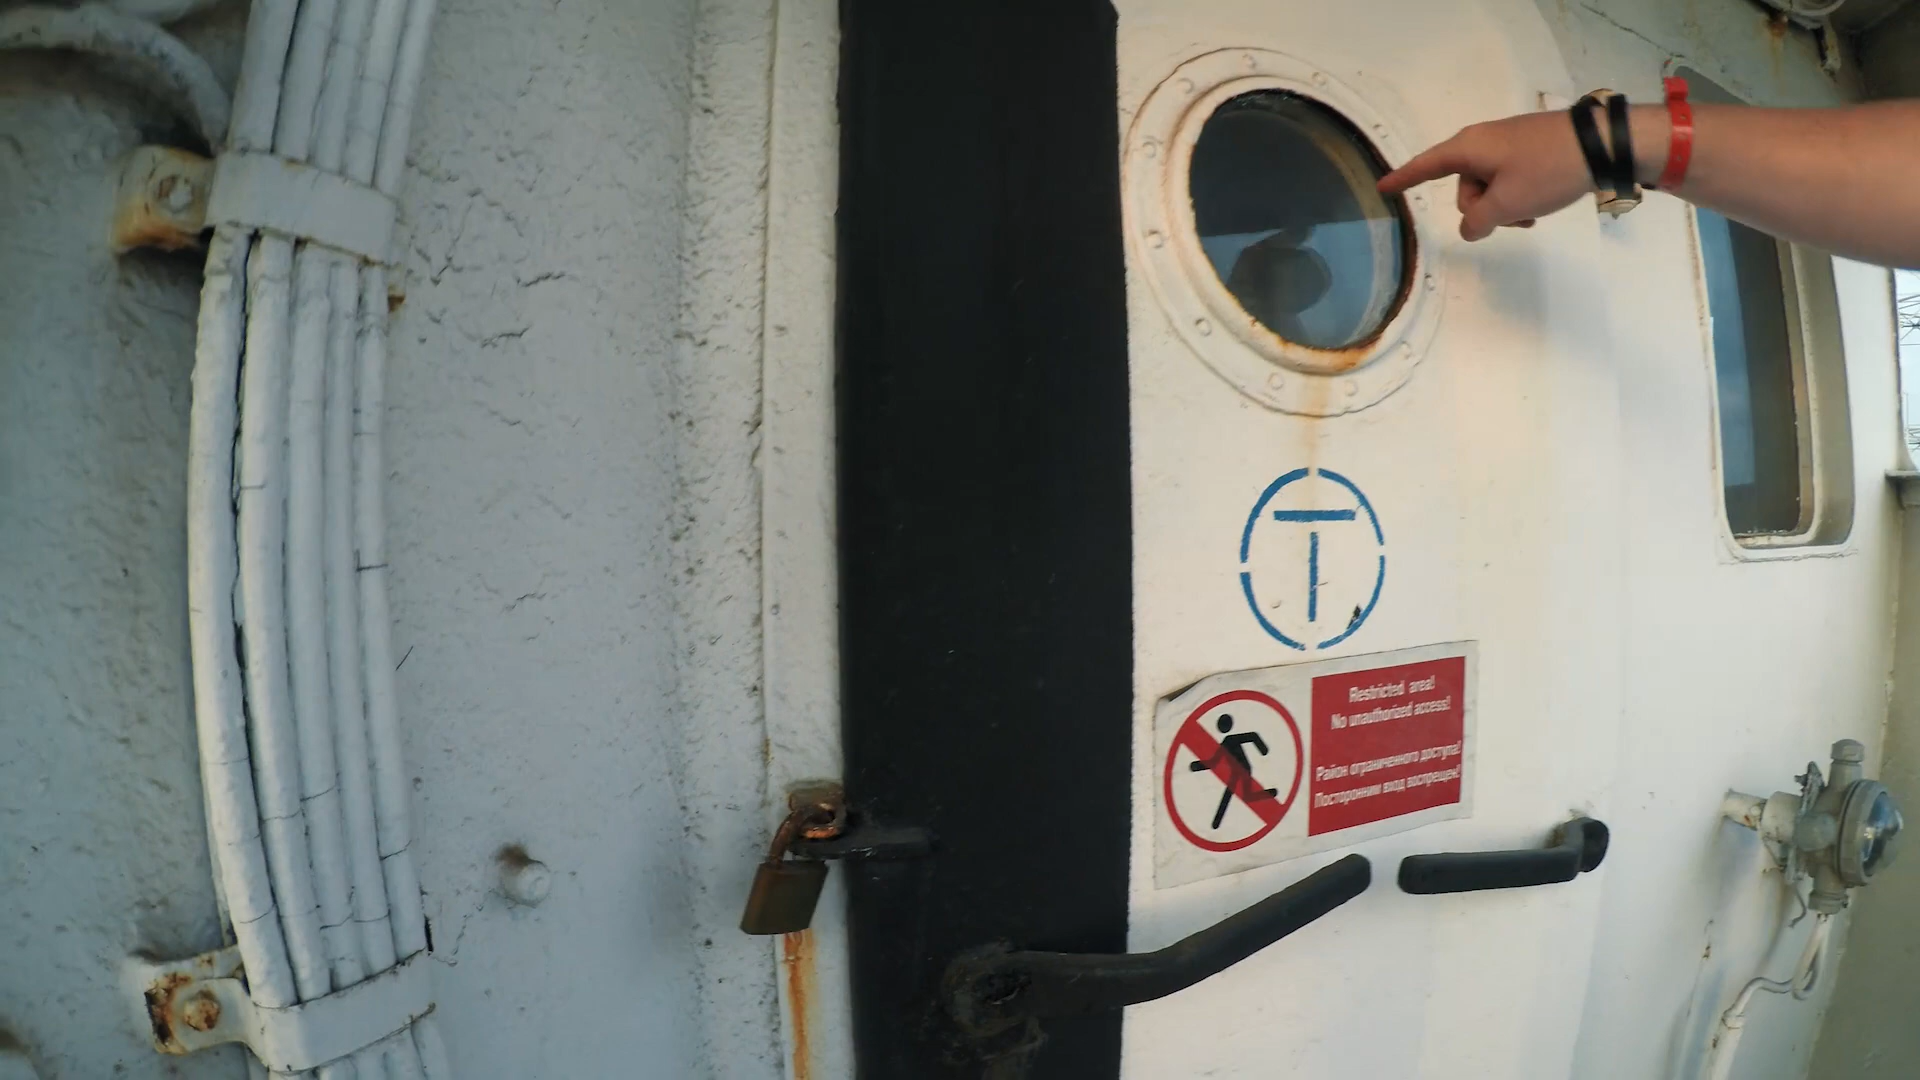 T
Restricted area!
No unauthorized access!
Район ограниченного доступа!
Посторонним вход воспрещен!